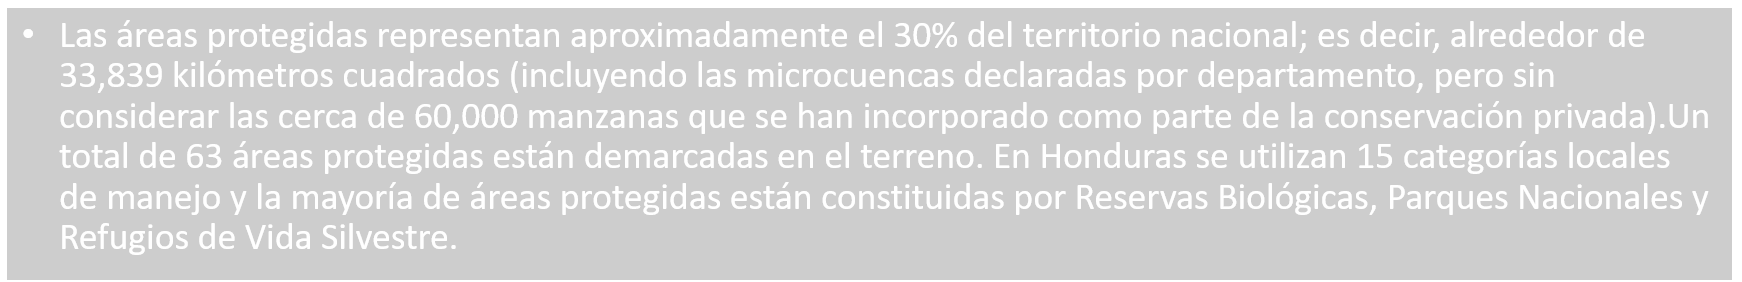 • Las áreas protegidas representan aproximadamente el 30% del territorio nacional; es decir, alrededor de
33,839 kilómetros cuadrados (incluyendo las microcuencas declaradas por departamento, pero sin
considerar las cerca de 60,000 manzanas que se han incorporado como parte de la conservación privada).Un
total de 63 áreas protegidas están demarcadas en el terreno. En Honduras se utilizan 15 categorías locales
de manejo y la mayoría de áreas protegidas están constituidas por Reservas Biológicas, Parques Nacionales y
Refugios de Vida Silvestre.